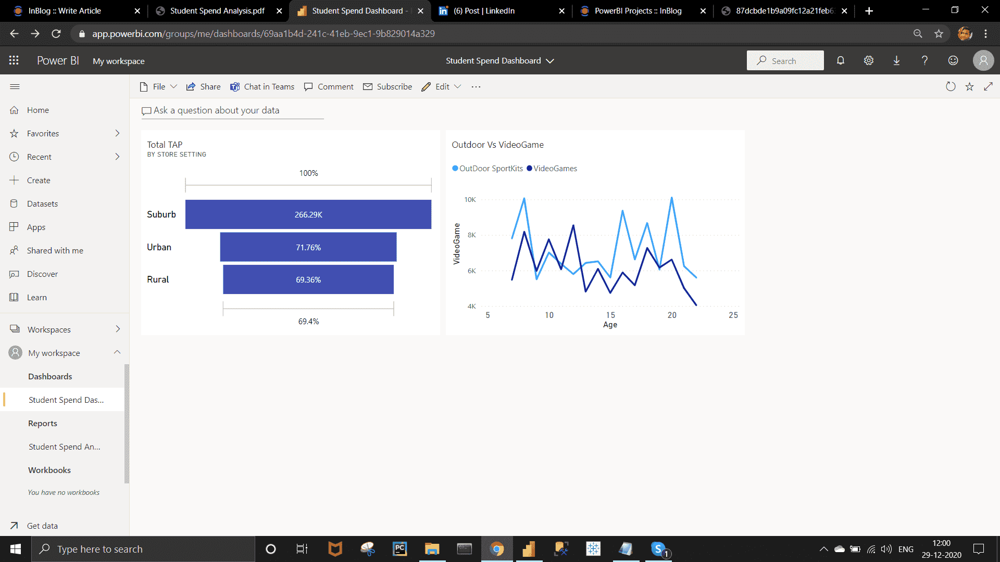 InBlog :: Write Article
Student Spend Analysis.pdf
Student Spend Dashboard -
(6) Post | LinkedIn
PowerBI Projects :: InBlog
87dcbde1b9a09fc12a21feb6
app.powerbi.com/groups/me/dashboards/69aa1b4d-241c-41eb-9ec1-9b829014a329
Power BI My workspace
Student Spend Dashboard
Search
File Share Chat in Teams Comment Subscribe Edit ...
Home
Favorites
Recent
Create
Datasets
Apps
Shared with me
Discover
Learn
Workspaces
My workspace
Dashboards
Student Spend Das...
Reports
Student Spend An...
Workbooks
You have no workbooks
Get data
Ask a question about your data
Total TAP
BY STORE SETTING
100%
Suburb 266.29K
Urban 71.76%
Rural 69.36%
69.4%
Outdoor Vs VideoGame
OutDoor SportKits VideoGames
VideoGame
10K
8K
6K
4K
5 10 15 20 25
Age
Type here to search
PC
S 1
ENG
12:00
29-12-2020